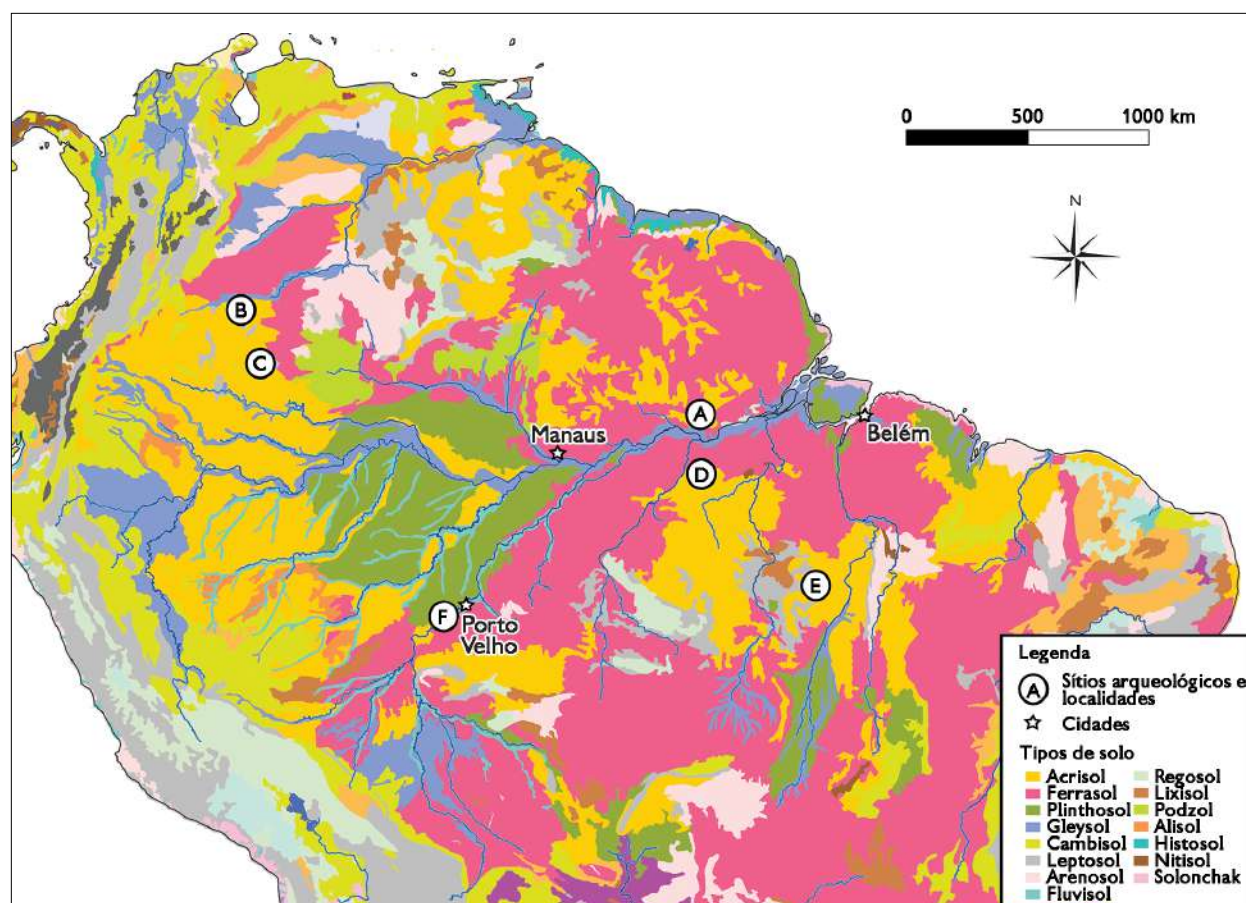 0 500 1000 km
N
B
C
A
Manaus
Belém
D
E
F
Porto
Velho
Legenda
A Sítios arqueológicos e
localidades
Cidades
Tipos de solo
Acrisol Regosol
Ferrasol Lixisol
Plinthosol Podzol
Gleysol Alisol
Cambisol Histosol
Leptosol Nitisol
Arenosol Solonchak
Fluvisol